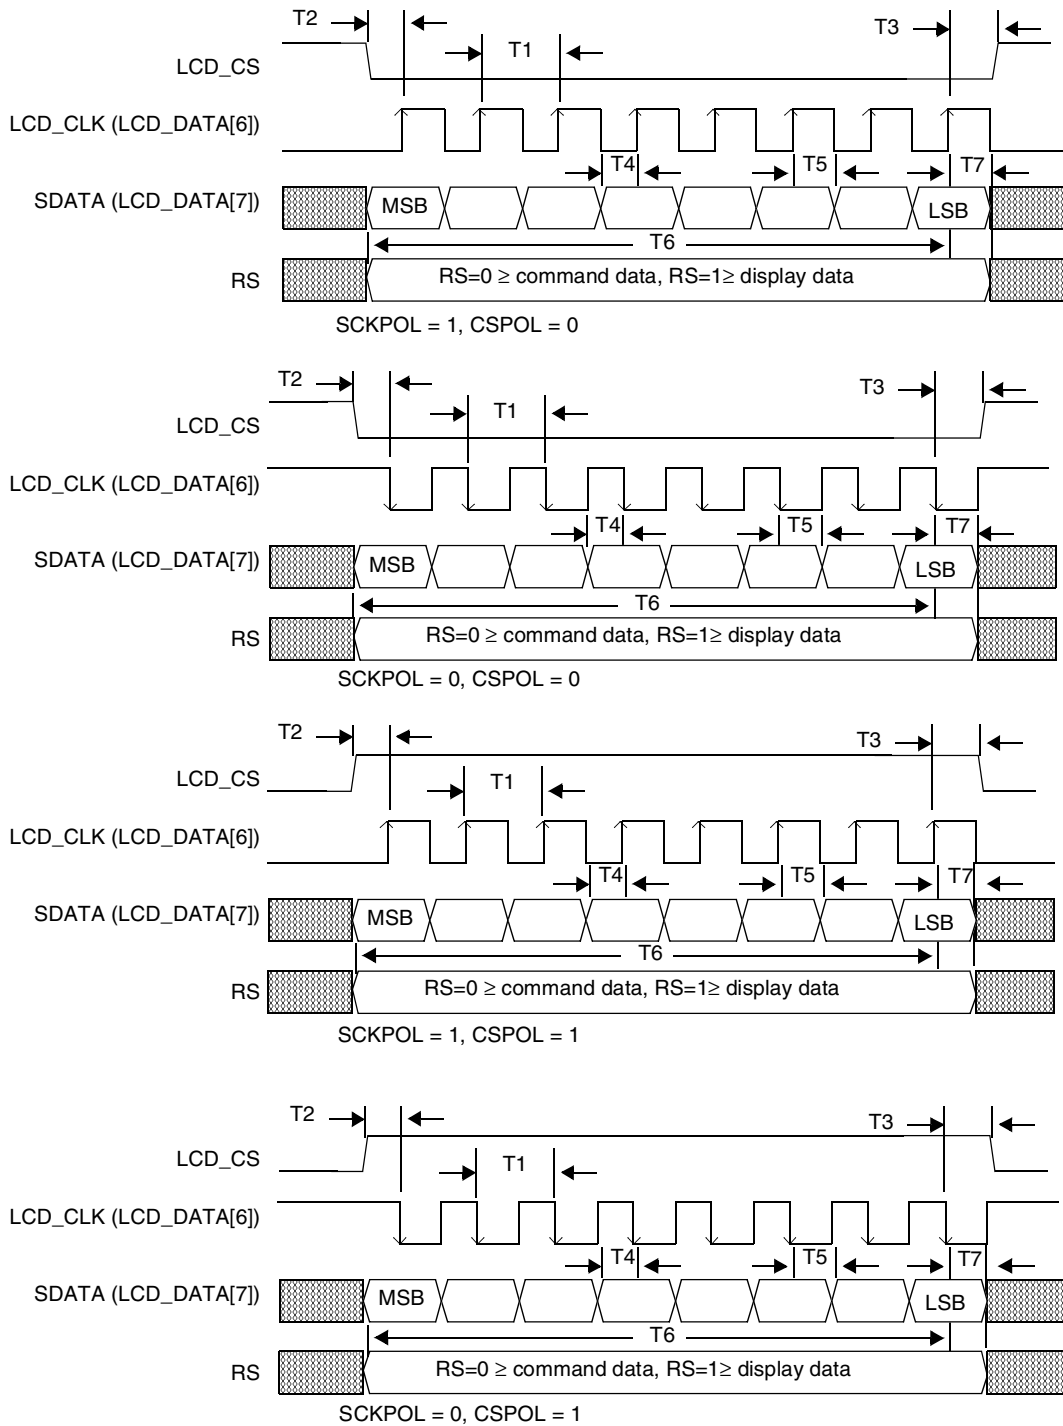 T2
T3
T1
LCD_CS
LCD_CLK (LCD_DATA[6])
T4
T5
T7
SDATA (LCD_DATA[7])
MSB
LSB
T6
RS
RS=0 ≥ command data, RS=1≥ display data
SCKPOL = 1, CSPOL = 0
T2
T3
T1
LCD_CS
LCD_CLK (LCD_DATA[6])
T4
T5
T7
SDATA (LCD_DATA[7])
MSB
LSB
T6
RS
RS=0 ≥ command data, RS=1≥ display data
SCKPOL = 0, CSPOL = 0
T2
T3
LCD_CS
T1
LCD_CLK (LCD_DATA[6])
T4
T5
T7
SDATA (LCD_DATA[7])
MSB
LSB
T6
RS
RS=0 ≥ command data, RS=1≥ display data
SCKPOL = 1, CSPOL = 1
T2
T3
LCD_CS
T1
LCD_CLK (LCD_DATA[6])
T4
T5
T7
SDATA (LCD_DATA[7])
MSB
LSB
T6
RS
RS=0 ≥ command data, RS=1≥ display data
SCKPOL = 0, CSPOL = 1